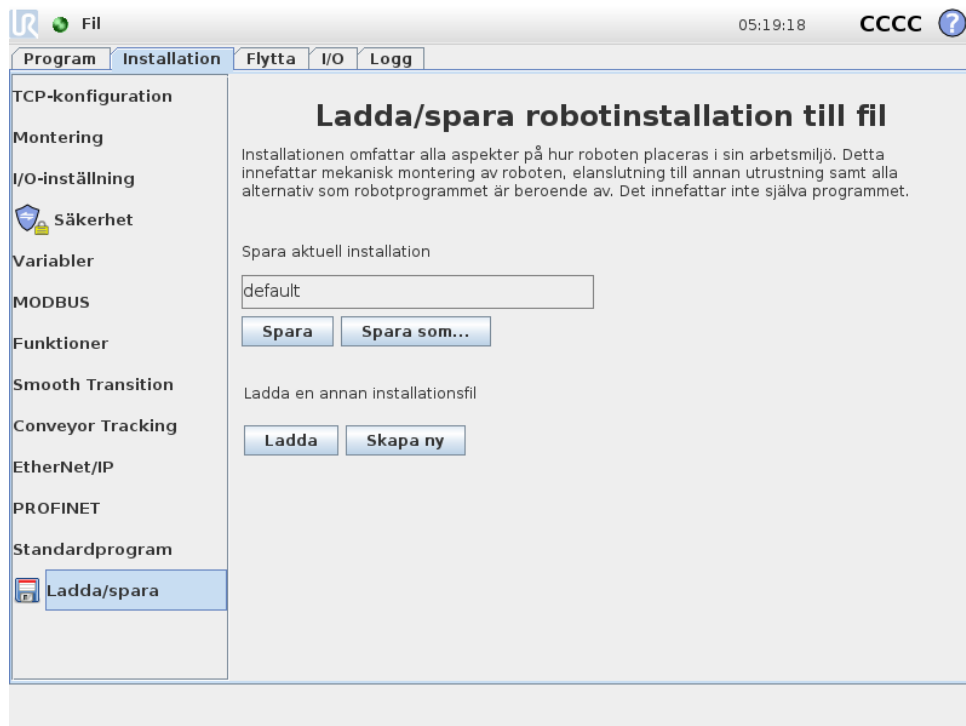 UR Fil 05:19:18 CCCC ?
Program Installation Flytta I/O Logg
TCP-konfiguration
Montering
I/O-inställning
Säkerhet
Variabler
MODBUS
Funktioner
Smooth Transition
Conveyor Tracking
EtherNet/IP
PROFINET
Standardprogram
Ladda/spara
Ladda/spara robotinstallation till fil
Installationen omfattar alla aspekter på hur roboten placeras i sin arbetsmiljö. Detta
innefattar mekanisk montering av roboten, elanslutning till annan utrustning samt alla
alternativ som robotprogrammet är beroende av. Det innefattar inte själva programmet.
Spara aktuell installation
default
Spara Spara som...
Ladda en annan installationsfil
Ladda Skapa ny